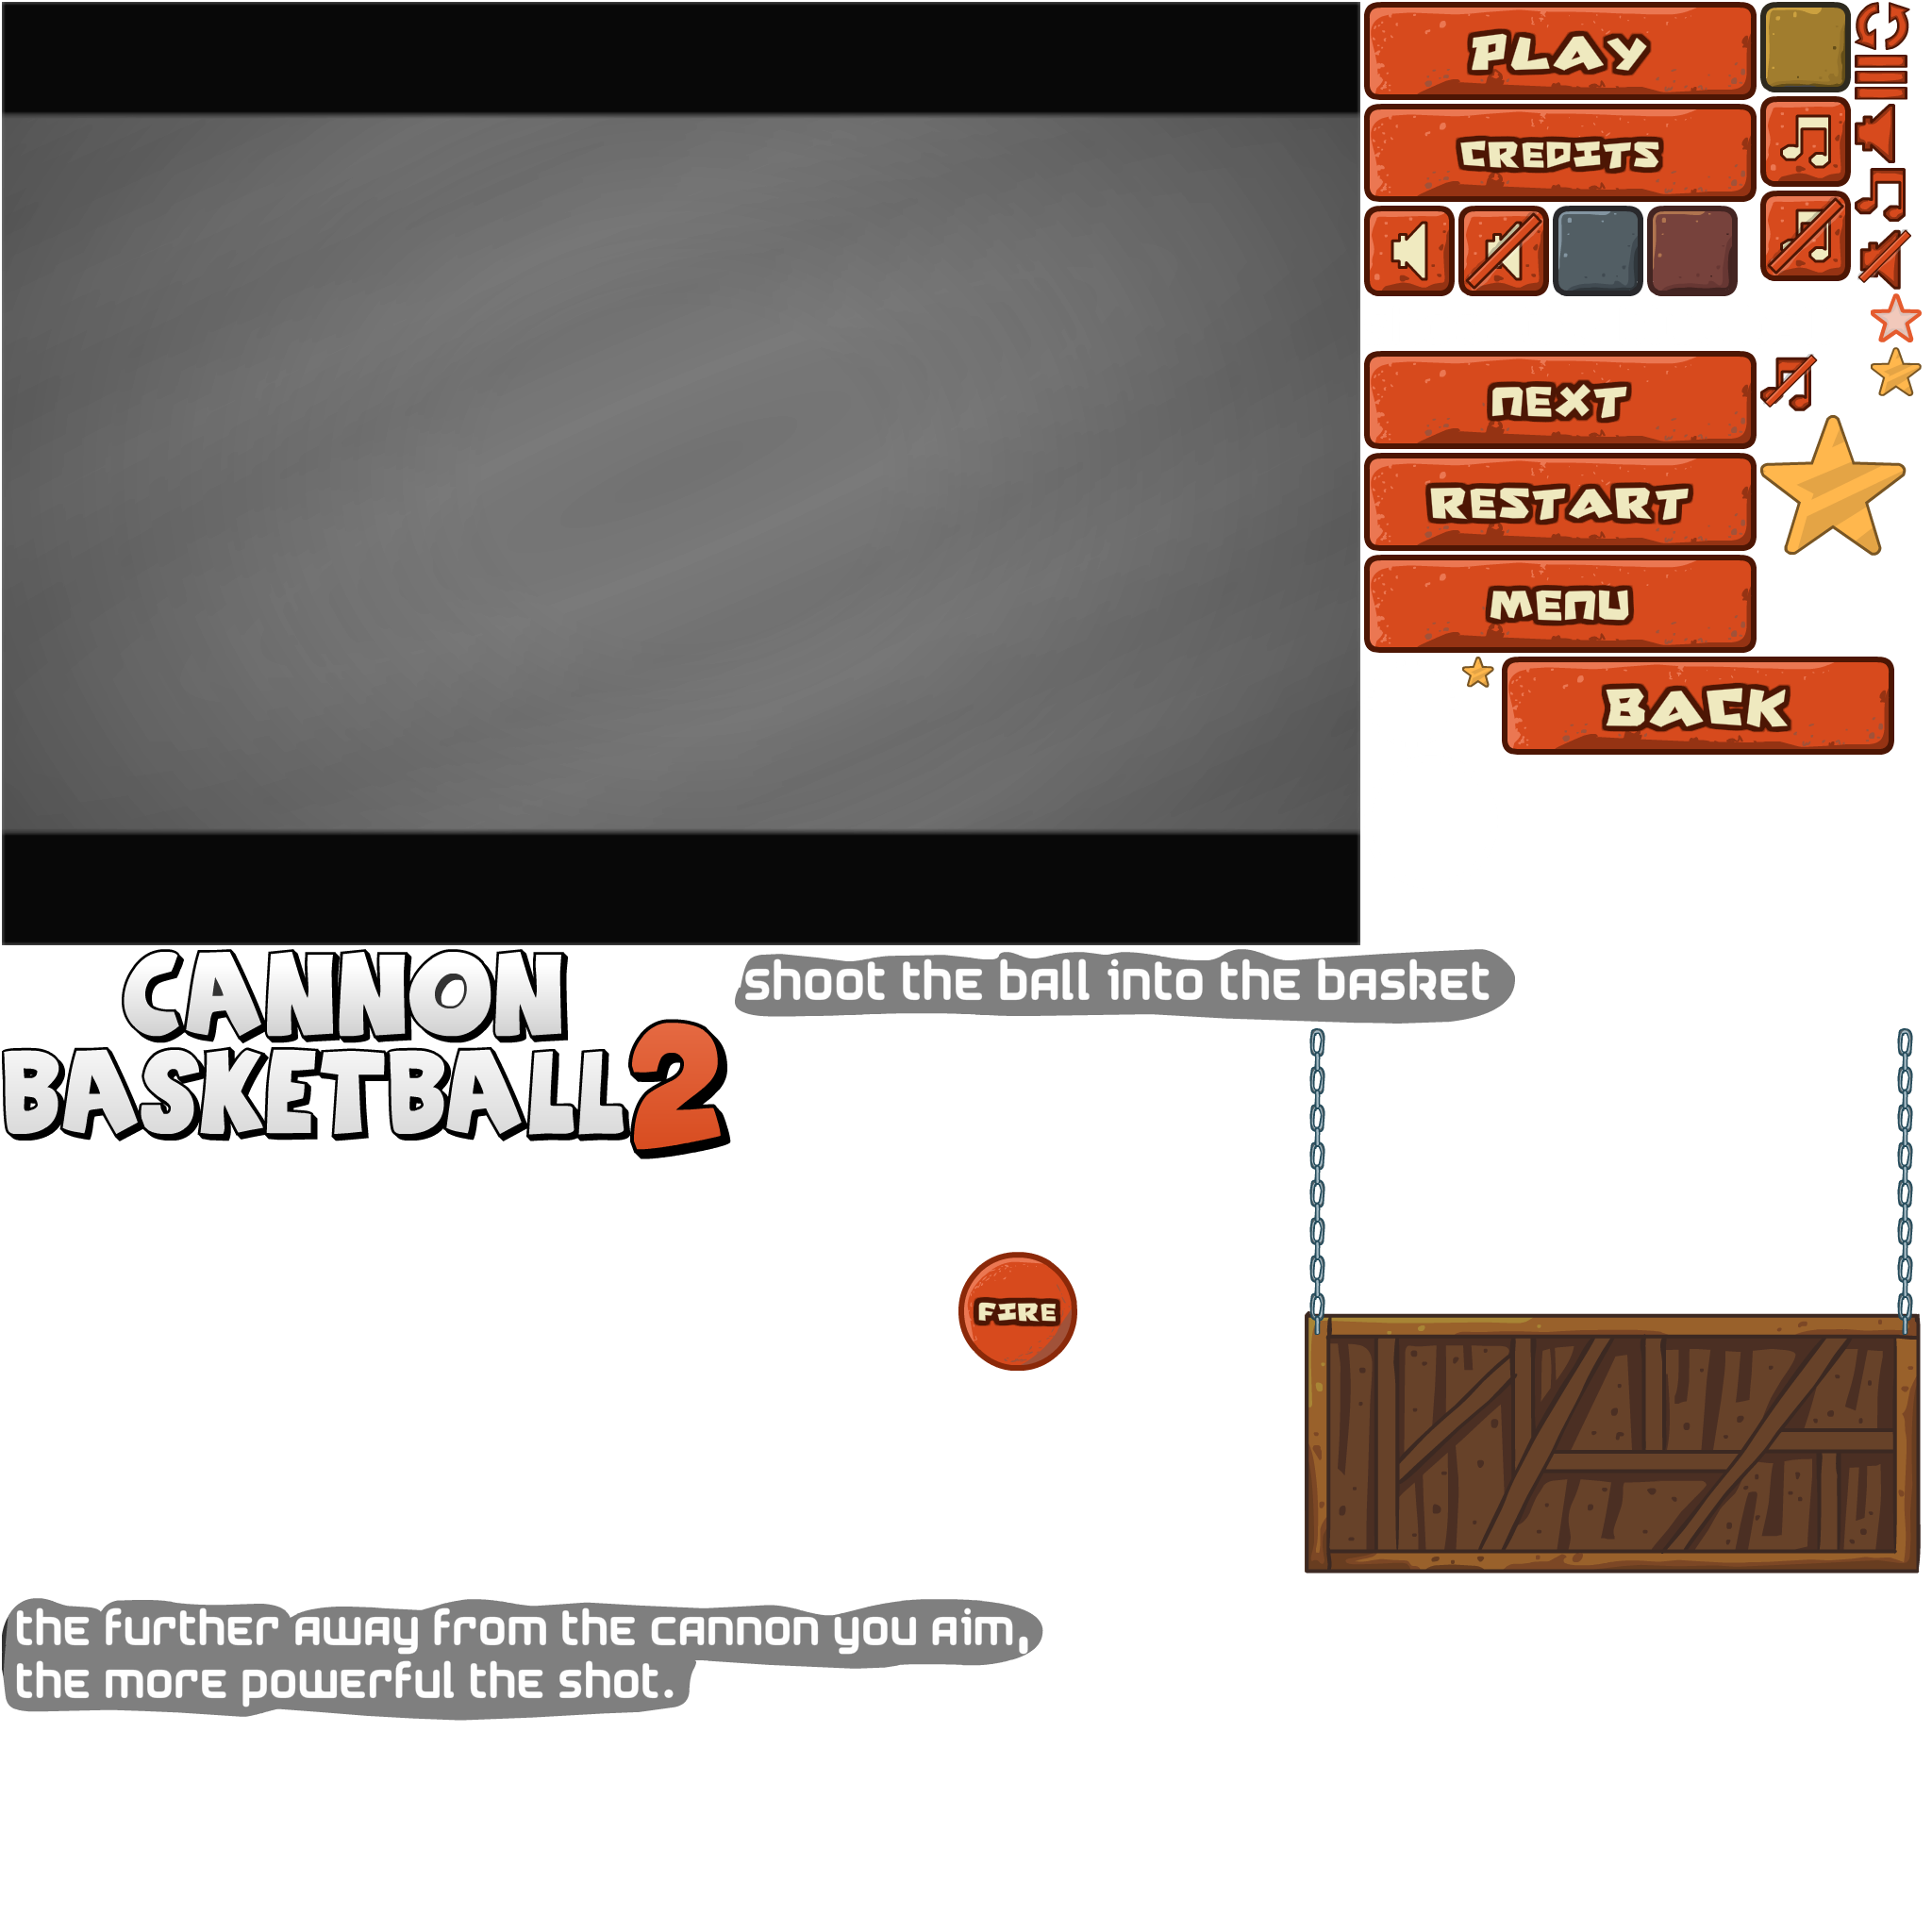 PLAY
CREDITS
NEXT
RESTART
MENU
BACK
CANNON
BASKETBALL 2
shoot the ball into the basket
FIRE
the further away from the cannon you aim,
the more powerful the shot.